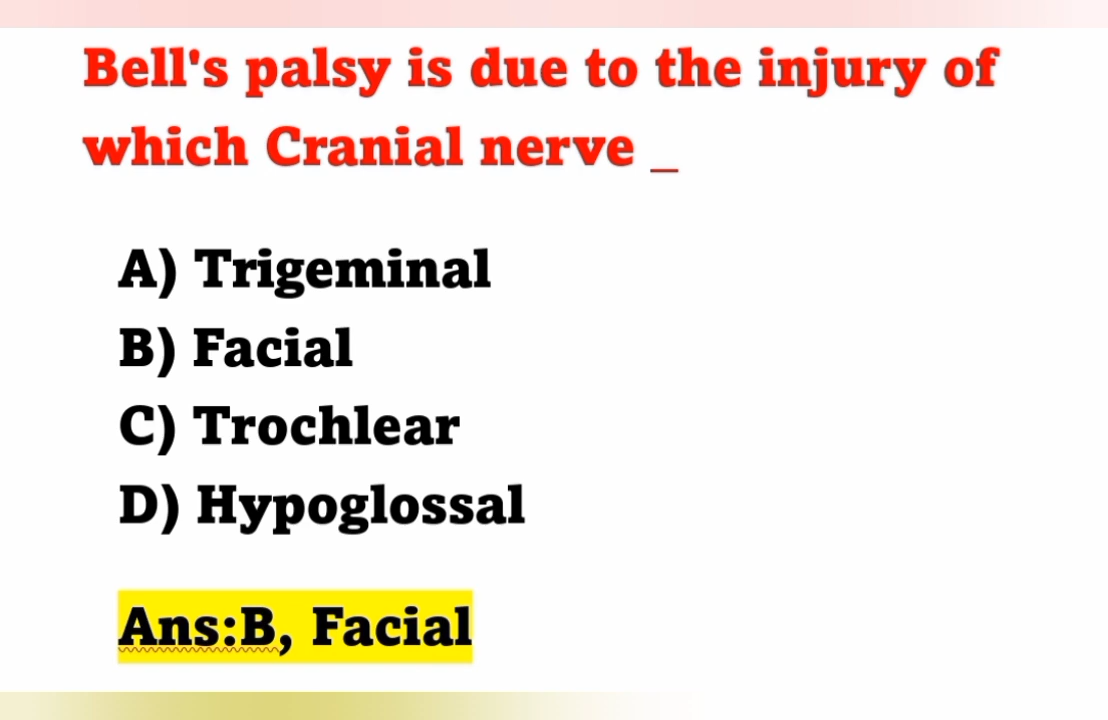 Bell's palsy is due to the injury of
which Cranial nerve _
A) Trigeminal
B) Facial
C) Trochlear
D) Hypoglossal
Ans:B, Facial